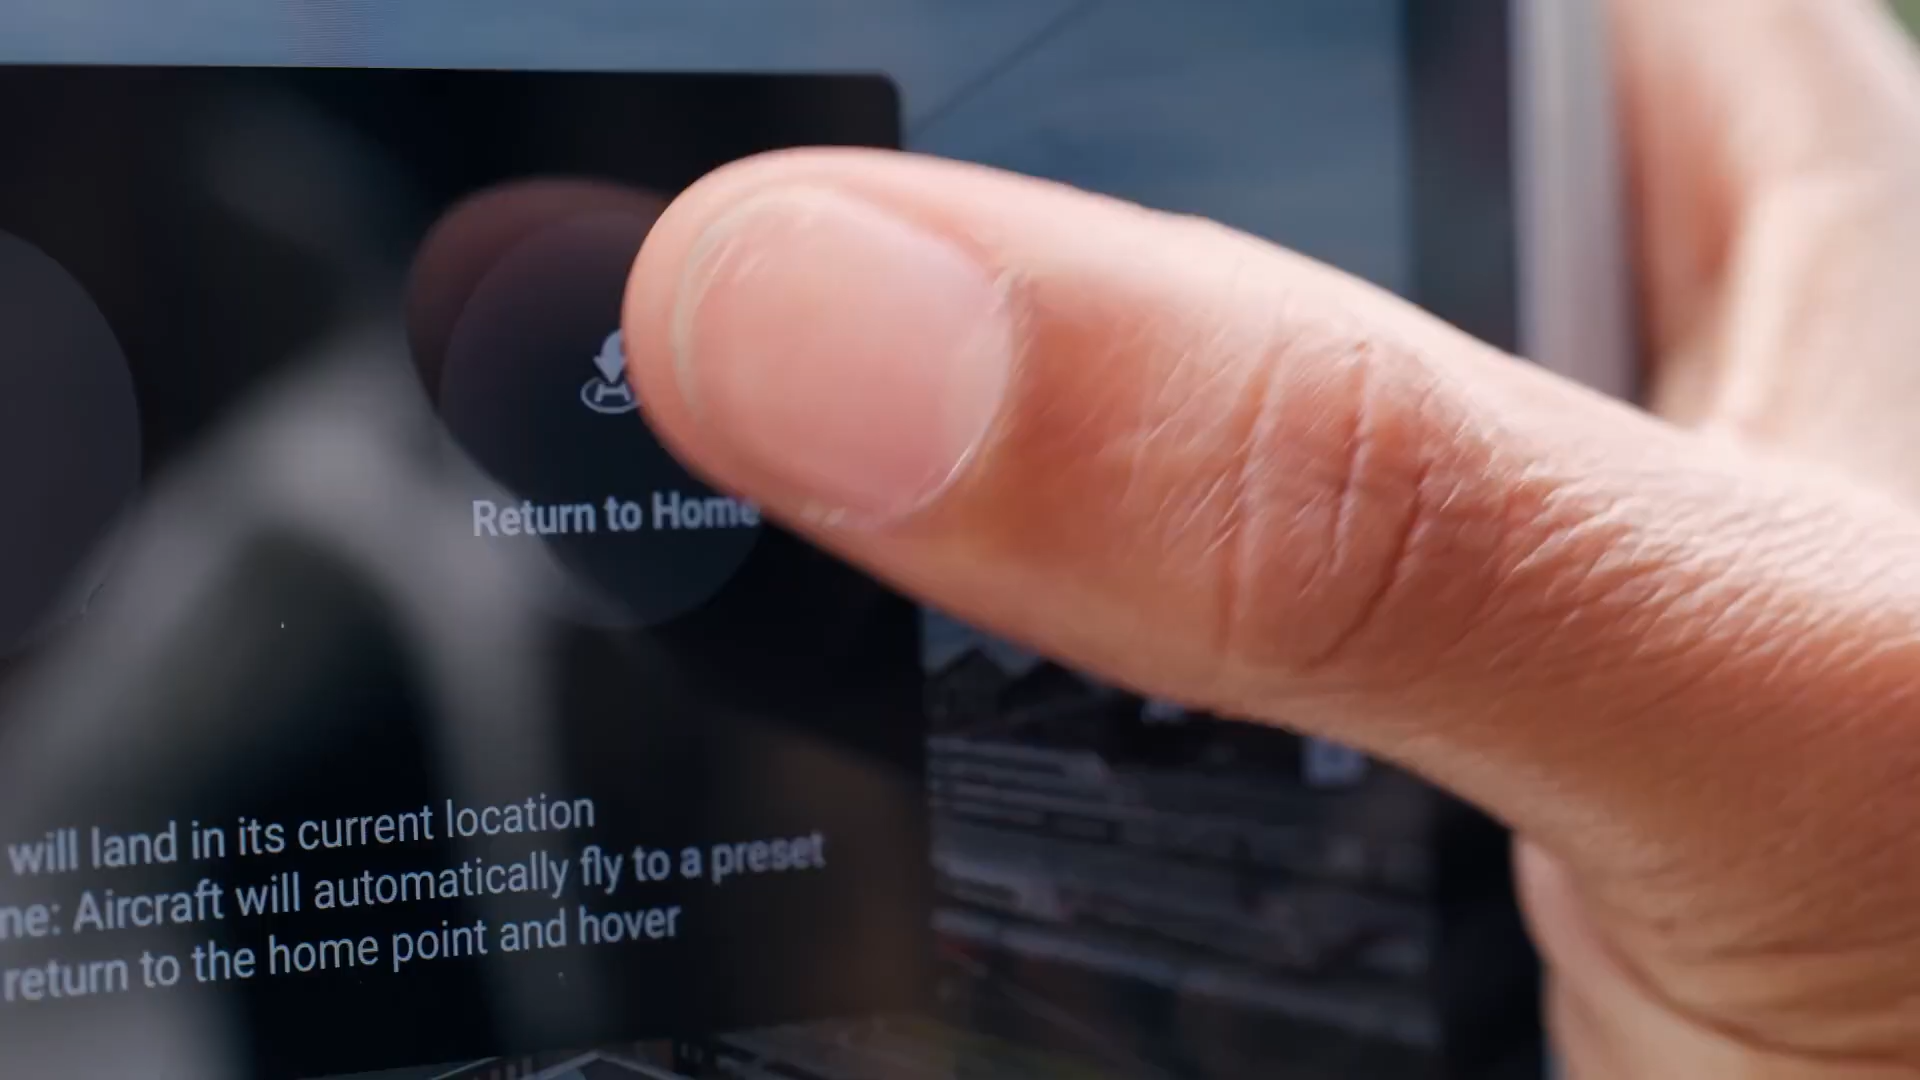 Return to Home
will land in its current location
ne: Aircraft will automatically fly to a preset
return to the home point and hover